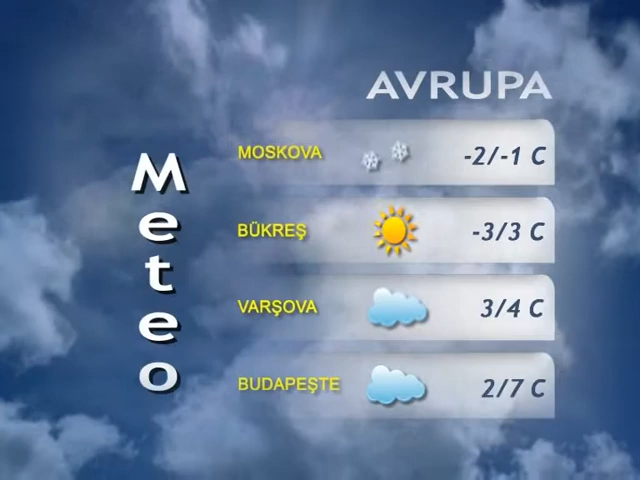 AVRUPA
Meteo
MOSKOVA -2/-1 C
BÜKREŞ -3/3 C
VARŞOVA 3/4 C
BUDAPEŞTE 2/7 C